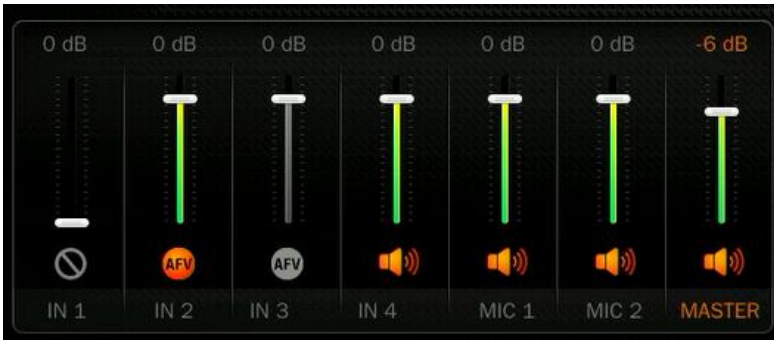 0 dB 0 dB 0 dB 0 dB 0 dB 0 dB -6 dB
AFV AFV
IN 1 IN 2 IN 3 IN 4 MIC 1 MIC 2 MASTER